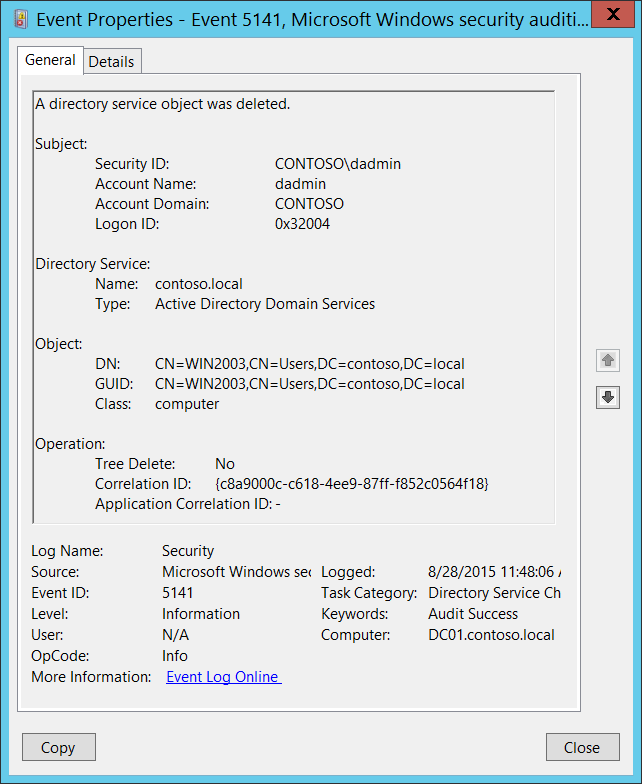 Event Properties - Event 5141, Microsoft Windows security auditi...
X
General Details
A directory service object was deleted.
Subject:
Security ID: CONTOSO\dadmin
Account Name: dadmin
Account Domain: CONTOSO
Logon ID: 0x32004
Directory Service:
Name: contoso.local
Type: Active Directory Domain Services
Object:
DN: CN=WIN2003,CN=Users,DC=contoso,DC=local
GUID: CN=WIN2003,CN=Users,DC=contoso,DC=local
Class: computer
Operation:
Tree Delete: No
Correlation ID: {c8a9000c-c618-4ee9-87ff-f852c0564f18}
Application Correlation ID: -
Log Name: Security
Source: Microsoft Windows sec Logged: 8/28/2015 11:48:06 A
Event ID: 5141 Task Category: Directory Service Ch
Level: Information Keywords: Audit Success
User: N/A Computer: DC01.contoso.local
OpCode: Info
More Information: Event Log Online
Copy Close